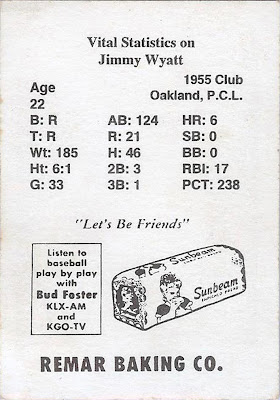 Vital Statistics on
Jimmy Wyatt
Age 1955 Club
22 Oakland, P.C.L.
B: R AB: 124 HR: 6
T: R R: 21 SB: 0
Wt: 185 H: 46 BB: 0
Ht: 6:1 2B: 3 RBI: 17
G: 33 3B: 1 PCT: 238
"Let's Be Friends"
Listen to
baseball
play by play
with
Bud Foster
KLX-AM
and
KGO-TV
Sunbeam
Sunbeam
REMAR BAKING CO.